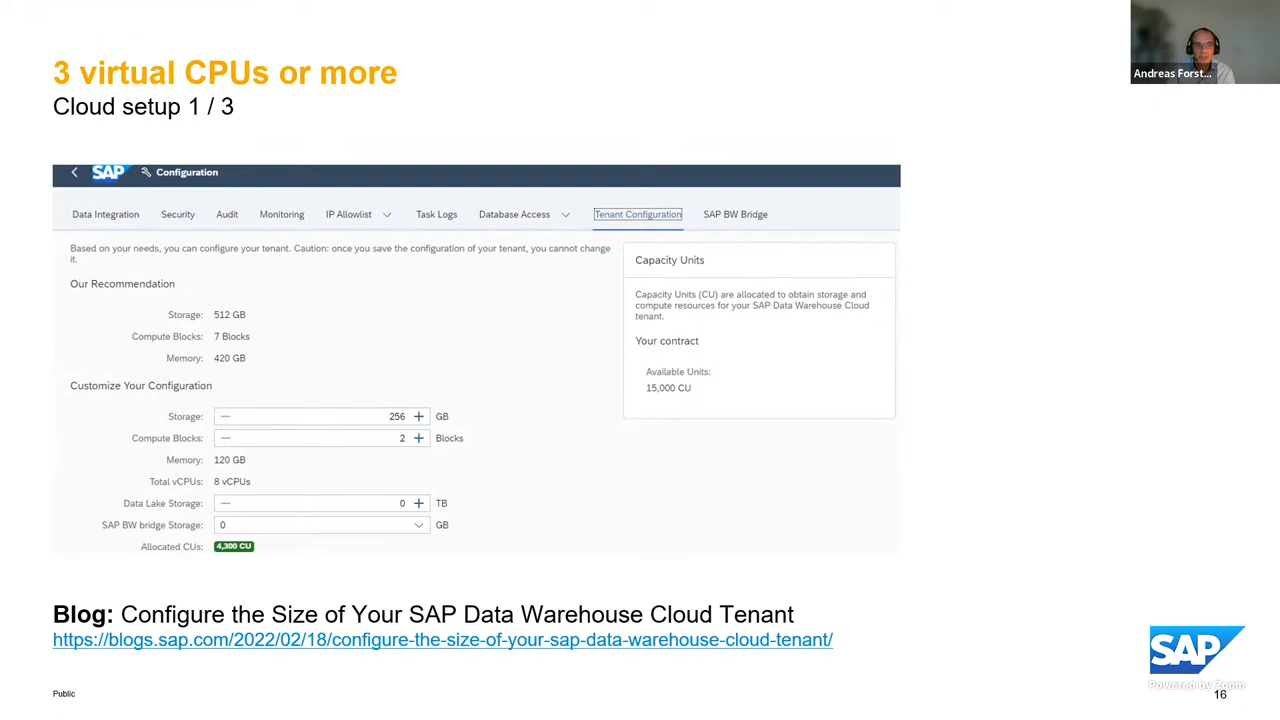 3 virtual CPUs or more
Cloud setup 1 / 3
Andreas Forst...
SAP Configuration
Data Integration Security Audit Monitoring IP Allowlist Task Logs Database Access Tenant Configuration SAP BW Bridge
Based on your needs, you can configure your tenant. Caution: once you save the configuration of your tenant, you cannot change
it.
Our Recommendation
Storage: 512 GB
Compute Blocks: 7 Blocks
Memory: 420 GB
Customize Your Configuration
Storage: 256 GB
Compute Blocks: 2 Blocks
Memory: 120 GB
Total vCPUs: 8 vCPUs
Data Lake Storage: 0 TB
SAP BW bridge Storage: 0 GB
Allocated CUs: 4,300 CU
Capacity Units
Capacity Units (CU) are allocated to obtain storage and
compute resources for your SAP Data Warehouse Cloud
tenant.
Your contract
Available Units:
15,000 CU
Blog: Configure the Size of Your SAP Data Warehouse Cloud Tenant
https://blogs.sap.com/2022/02/18/configure-the-size-of-your-sap-data-warehouse-cloud-tenant/
SAP
Powered by Zoom
Public
16